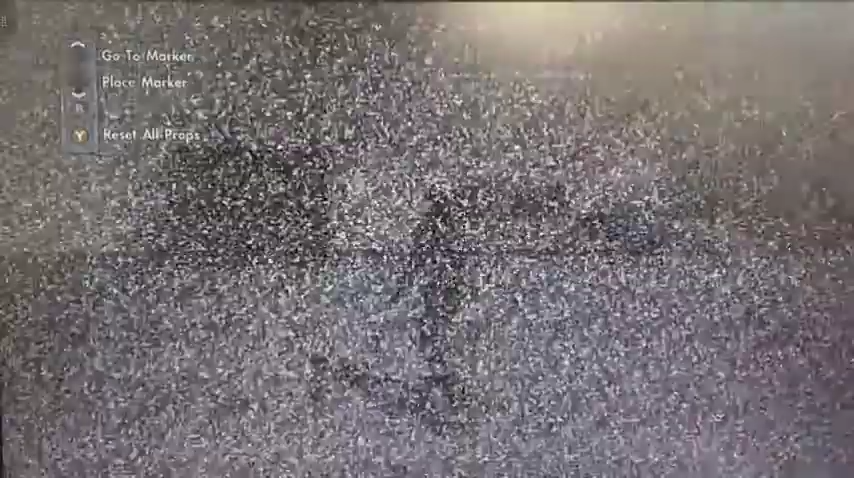 Go To Marker
Place Marker
R
Y
Reset All Props